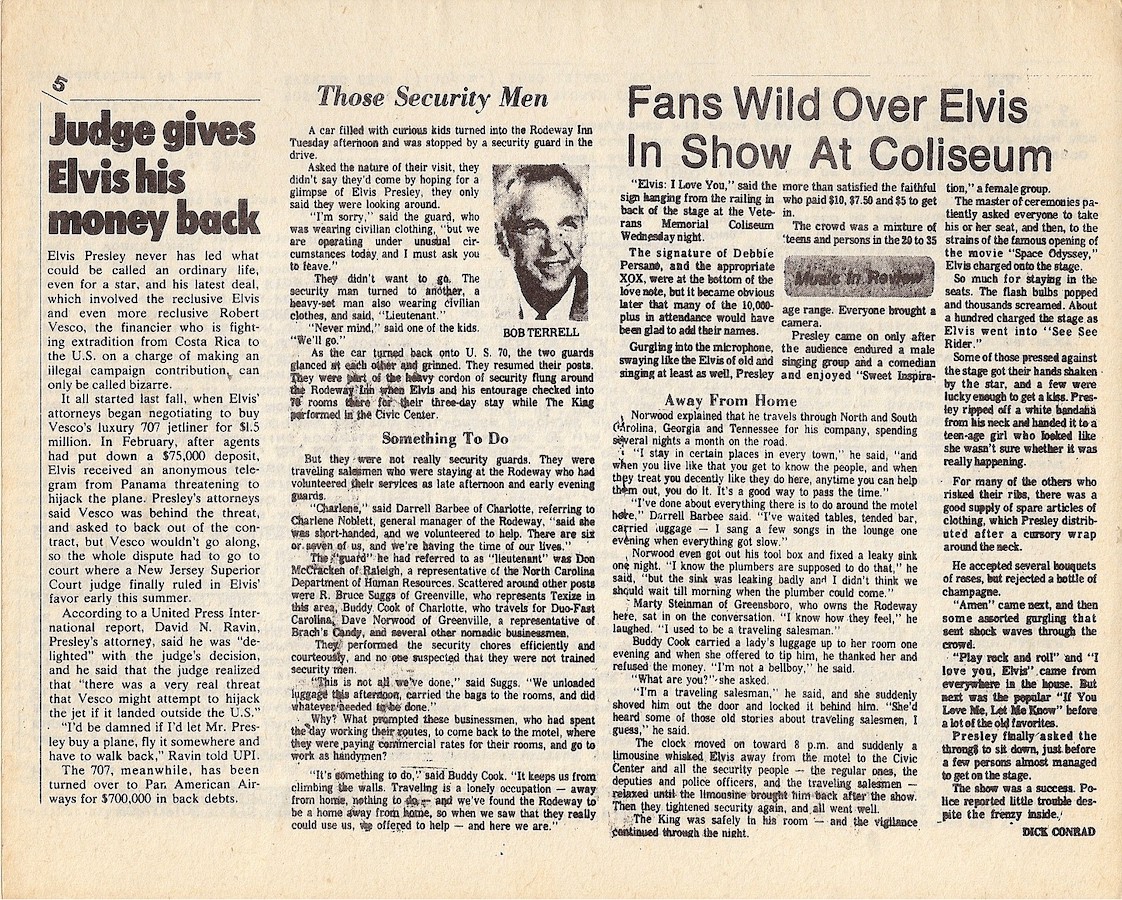 5
Judge gives
Elvis his
money back
Elvis Presley never has led what
could be called an ordinary life,
even for a star, and his latest deal,
which involved the reclusive Elvis
and even more reclusive Robert
Vesco, the financier who is fight-
ing extradition from Costa Rica to
the U.S. on a charge of making an
illegal campaign contribution, can
only be called bizarre.
It all started last fall, when Elvis'
attorneys began negotiating to buy
Vesco's luxury 707 jetliner for $1.5
million. In February, after agents
had put down a $75,000 deposit,
Elvis received an anonymous tele-
gram from Panama threatening to
hijack the plane. Presley's attorneys
said Vesco was behind the threat,
and asked to back out of the con-
tract, but Vesco wouldn't go along,
so the whole dispute had to go to
court where a New Jersey Superior
Court judge finally ruled in Elvis'
favor early this summer.
According to a United Press Inter-
national report, David N. Ravin,
Presley's attorney, said he was "de-
lighted" with the judge's decision,
and he said that the judge realized
that "there was a very real threat
that Vesco might attempt to hijack
the jet if it landed outside the U.S."
"I'd be damned if I'd let Mr. Pres-
ley buy a plane, fly it somewhere and
have to walk back," Ravin told UPI.
The 707, meanwhile, has been
turned over to Pan American Air-
ways for $700,000 in back debts.
Those Security Men
A car filled with curious kids turned into the Rodeway Inn
Tuesday afternoon and was stopped by a security guard in the
drive.
Asked the nature of their visit, they
didn't say they'd come by hoping for a
glimpse of Elvis Presley, they only
said they were looking around.
"I'm sorry," said the guard, who
was wearing civilian clothing, "but we
are operating under unusual cir-
cumstances today and I must ask you
to leave."
They didn't want to go. The
security man turned to another, a
heavy-set man also wearing civilian
clothes, and said, "Lieutenant."
"Never mind," said one of the kids.
"We'll go."
BOB TERRELL
As the car turned back onto U. S. 70, the two guards
glanced at each other and grinned. They resumed their posts.
They were part of the heavy cordon of security flung around
the Rodeway Inn when Elvis and his entourage checked into
70 rooms there for their three-day stay while The King
performed in the Civic Center.
Something To Do
But they were not really security guards. They were
traveling salesmen who were staying at the Rodeway who had
volunteered their services as late afternoon and early evening
guards.
"Charlene," said Darrell Barbee of Charlotte, referring to
Charlene Noblett, general manager of the Rodeway, "said she
was short-handed, and we volunteered to help. There are six
or seven of us, and we're having the time of our lives."
The "guard" he had referred to as "lieutenant" was Don
McCracken of Raleigh, a representative of the North Carolina
Department of Human Resources. Scattered around other posts
were R. Bruce Suggs of Greenville, who represents Texize in
this area, Buddy Cook of Charlotte, who travels for Duo-Fast
Carolina, Dave Norwood of Greenville, a representative of
Brach's Candy, and several other nomadic businessmen.
They performed the security chores efficiently and
courteously, and no one suspected that they were not trained
security men.
"This is not all we've done," said Suggs. "We unloaded
luggage this afternoon, carried the bags to the rooms, and did
whatever needed to be done."
Why? What prompted these businessmen, who had spent
the day working their routes, to come back to the motel, where
they were paying commercial rates for their rooms, and go to
work as handymen?
"It's something to do," said Buddy Cook. "It keeps us from
climbing the walls. Traveling is a lonely occupation — away
from home, nothing to do — and we've found the Rodeway to
be a home away from home, so when we saw that they really
could use us, we offered to help — and here we are."
Away From Home
Norwood explained that he travels through North and South
Carolina, Georgia and Tennessee for his company, spending
several nights a month on the road.
"I stay in certain places in every town," he said, "and
when you live like that you get to know the people, and when
they treat you decently like they do here, anytime you can help
them out, you do it. It's a good way to pass the time."
"I've done about everything there is to do around the motel
here," Darrell Barbee said. "I've waited tables, tended bar,
carried luggage — I sang a few songs in the lounge one
evening when everything got slow."
Norwood even got out his tool box and fixed a leaky sink
one night. "I know the plumbers are supposed to do that," he
said, "but the sink was leaking badly and I didn't think we
should wait till morning when the plumber could come."
Marty Steinman of Greensboro, who owns the Rodeway
here, sat in on the conversation. "I know how they feel," he
laughed. "I used to be a traveling salesman."
Buddy Cook carried a lady's luggage up to her room one
evening and when she offered to tip him, he thanked her and
refused the money. "I'm not a bellboy," he said.
"What are you?" she asked.
"I'm a traveling salesman," he said, and she suddenly
shoved him out the door and locked it behind him. "She'd
heard some of those old stories about traveling salesmen, I
guess," he said.
The clock moved on toward 8 p.m. and suddenly a
limousine whisked Elvis away from the motel to the Civic
Center and all the security people — the regular ones, the
deputies and police officers, and the traveling salesmen —
relaxed until the limousine brought him back after the show.
Then they tightened security again, and all went well.
The King was safely in his room — and the vigilance
continued through the night.
Fans Wild Over Elvis
In Show At Coliseum
"Elvis: I Love You," said the
sign hanging from the railing in
back of the stage at the Vete-
rans Memorial Coliseum
Wednesday night.
The signature of Debbie
Persano, and the appropriate
XOX, were at the bottom of the
love note, but it became obvious
later that many of the 10,000-
plus in attendance would have
been glad to add their names.
Gurgling into the microphone,
swaying like the Elvis of old and
singing at least as well, Presley
more than satisfied the faithful
who paid $10, $7.50 and $5 to get
in.
The crowd was a mixture of
'teens and persons in the 20 to 35
Music In Review
age range. Everyone brought a
camera.
Presley came on only after
the audience endured a male
singing group and a comedian
and enjoyed "Sweet Inspira-
tion," a female group.
The master of ceremonies pa-
tiently asked everyone to take
his or her seat, and then, to the
strains of the famous opening of
the movie "Space Odyssey,"
Elvis charged onto the stage.
So much for staying in the
seats. The flash bulbs popped
and thousands screamed. About
a hundred charged the stage as
Elvis went into "See See
Rider."
Some of those pressed against
the stage got their hands shaken
by the star, and a few were
lucky enough to get a kiss. Pres-
ley ripped off a white bandana
from his neck and handed it to a
teen-age girl who looked like
she wasn't sure whether it was
really happening.
For many of the others who
risked their ribs, there was a
good supply of spare articles of
clothing, which Presley distrib-
uted after a cursory wrap
around the neck.
He accepted several bouquets
of roses, but rejected a bottle of
champagne.
"Amen" came next, and then
some assorted gurgling that
sent shock waves through the
crowd.
"Play rock and roll" and "I
love you, Elvis" came from
everywhere in the house. But
next was the popular "If You
Love Me, Let Me Know" before
a lot of the old favorites.
Presley finally asked the
throngs to sit down, just before
a few persons almost managed
to get on the stage.
The show was a success. Po-
lice reported little trouble des-
pite the frenzy inside.
DICK CONRAD